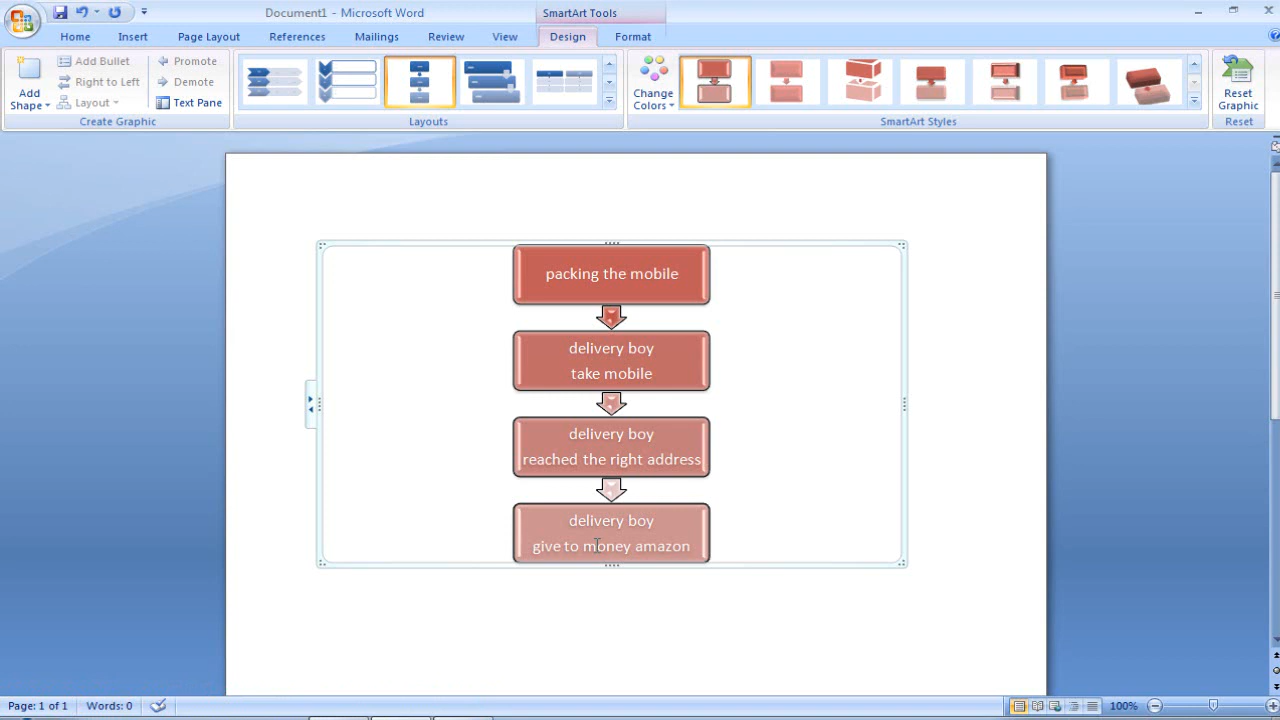 Document1 - Microsoft Word
SmartArt Tools
Home Insert Page Layout References Mailings Review View Design Format
Add Shape
Add Bullet
Right to Left
Layout
Promote
Demote
Text Pane
Create Graphic
Layouts
Change Colors
SmartArt Styles
Reset Graphic
Reset
packing the mobile
delivery boy
take mobile
delivery boy
reached the right address
delivery boy
give to money amazon
Page: 1 of 1 Words: 0 100%